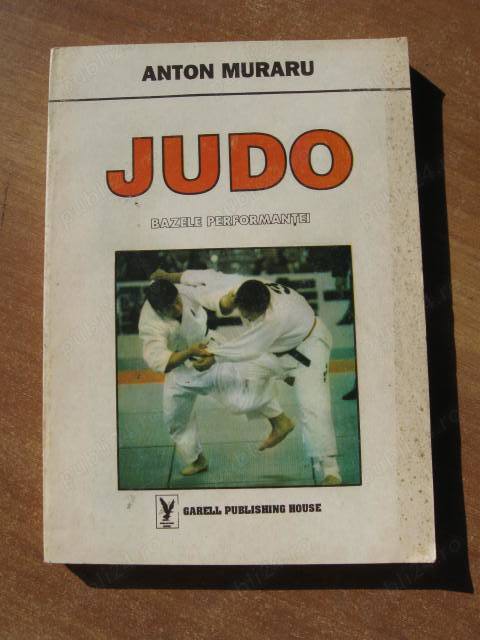 ANTON MURARU
JUDO
BAZELE PERFORMANȚEI
GARELL PUBLISHING HOUSE